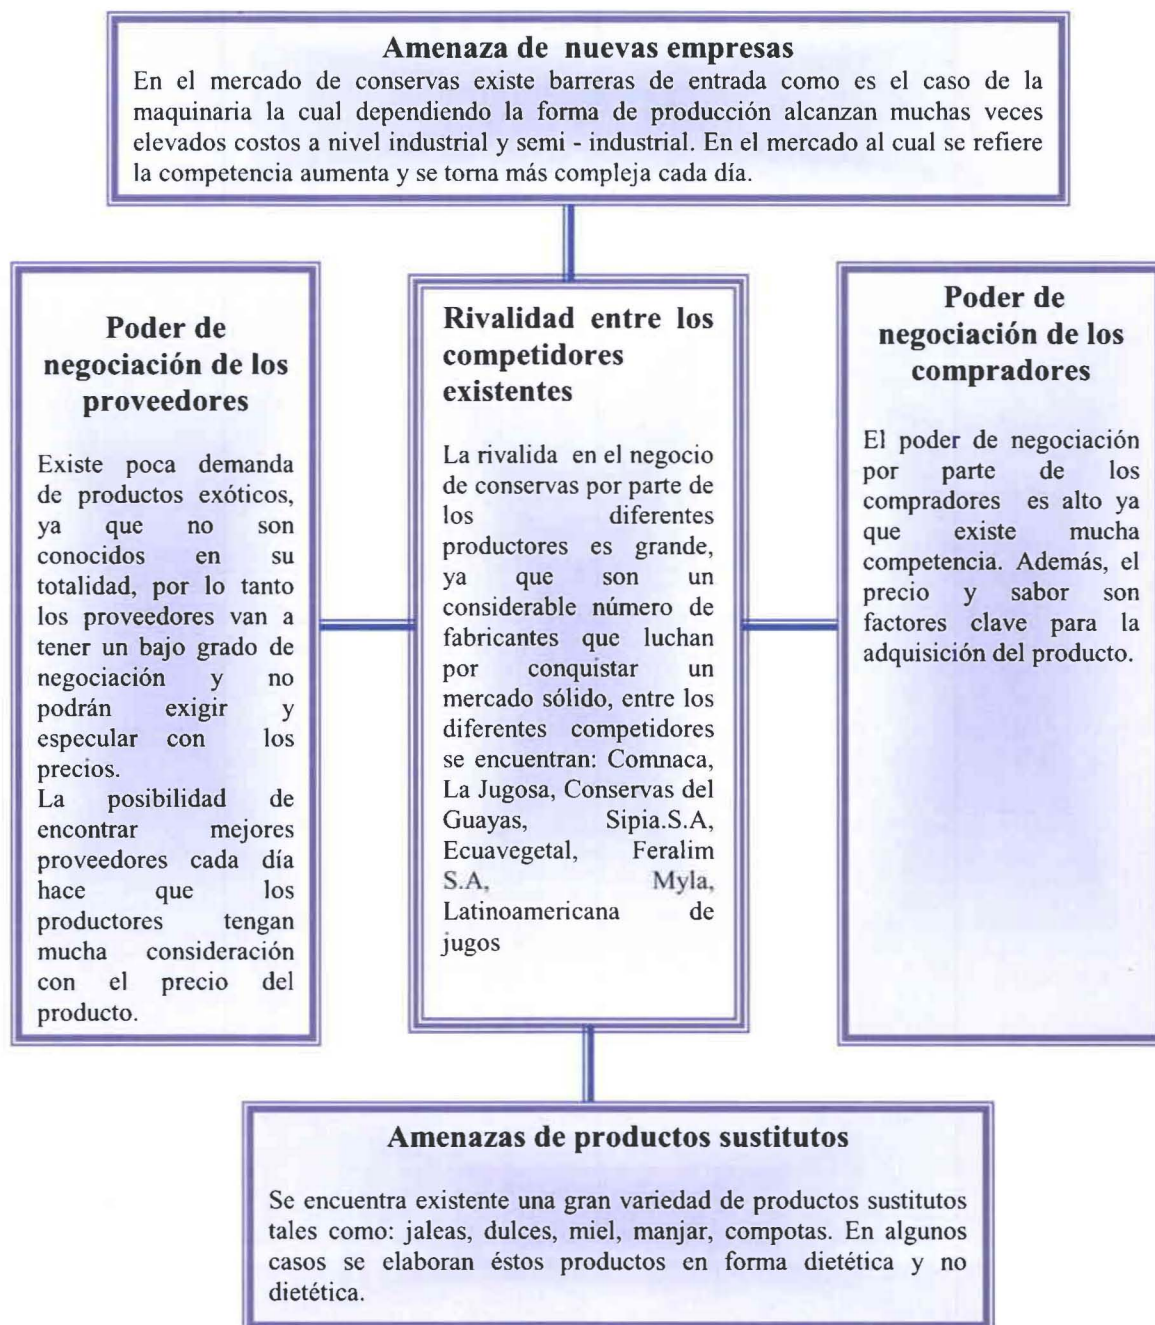 Amenaza de nuevas empresas
En el mercado de conservas existe barreras de entrada como es el caso de la
maquinaria la cual dependiendo la forma de producción alcanzan muchas veces
elevados costos a nivel industrial y semi - industrial. En el mercado al cual se refiere
la competencia aumenta y se torna más compleja cada día.
Poder de
negociación de los
proveedores
Existe poca demanda
de productos exóticos,
ya que no son
conocidos en su
totalidad, por lo tanto
los proveedores van a
tener un bajo grado de
negociación y no
podrán exigir y
especular con los
precios.
La posibilidad de
encontrar mejores
proveedores cada día
hace que los
productores tengan
mucha consideración
con el precio del
producto.
Rivalidad entre los
competidores
existentes
La rivalida en el negocio
de conservas por parte de
los diferentes
productores es grande,
ya que son un
considerable número de
fabricantes que luchan
por conquistar un
mercado sólido, entre los
diferentes competidores
se encuentran: Comnaca,
La Jugosa, Conservas del
Guayas, Sipia.S.A,
Ecuavegetal, Feralim
S.A, Myla,
Latinoamericana de
jugos
Poder de
negociación de los
compradores
El poder de negociación
por parte de los
compradores es alto ya
que existe mucha
competencia. Además, el
precio y sabor son
factores clave para la
adquisición del producto.
Amenazas de productos sustitutos
Se encuentra existente una gran variedad de productos sustitutos
tales como: jaleas, dulces, miel, manjar, compotas. En algunos
casos se elaboran éstos productos en forma dietética y no
dietética.